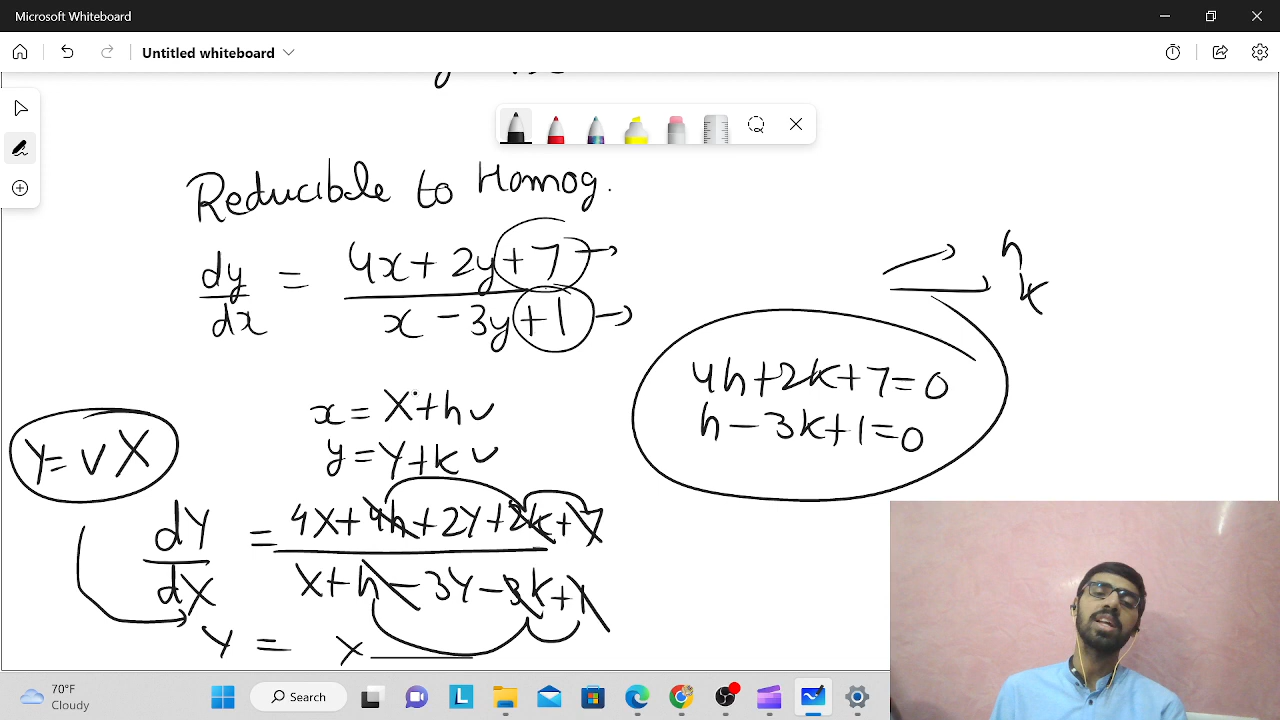 Microsoft Whiteboard
Untitled whiteboard
Reducible to Homog.
dy/dx = (4x + 2y + 7)/(x - 3y + 1)
h
k
4h+2k+7=0
h-3k+1=0
x = X+h
y = Y+k
Y = vX
dY/dX = (4X+4h+2Y+2k+7)/(X+h-3Y-3k+1)
Y = X
70°F
Cloudy
Search